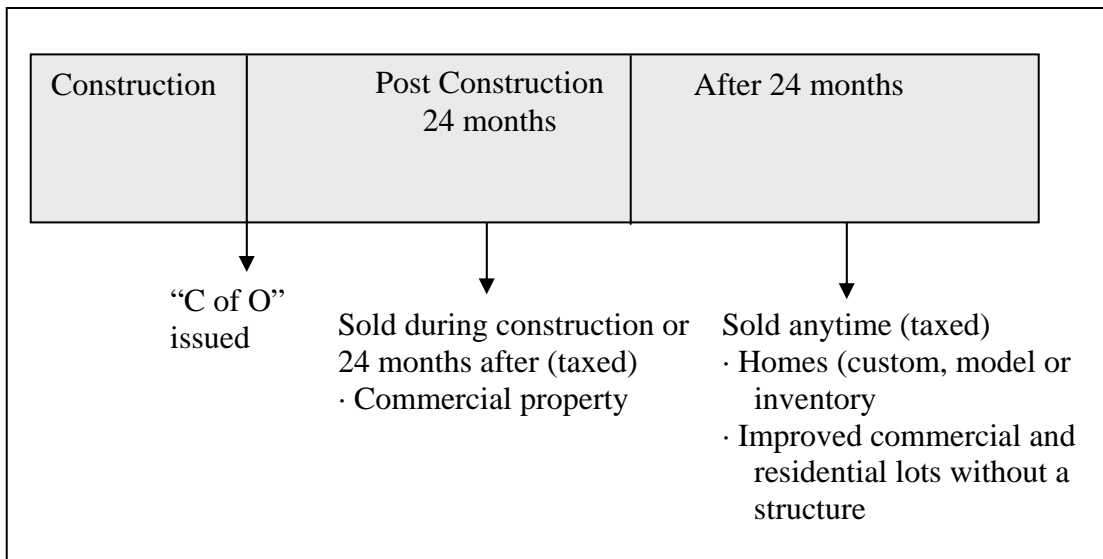 Construction
Post Construction
24 months
After 24 months
“C of O”
issued
Sold during construction or
24 months after (taxed)
· Commercial property
Sold anytime (taxed)
· Homes (custom, model or
inventory
· Improved commercial and
residential lots without a
structure